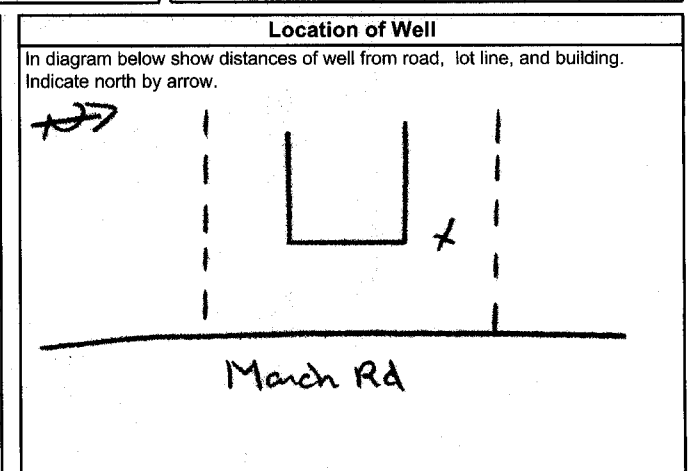 Location of Well
In diagram below show distances of well from road, lot line, and building.
Indicate north by arrow.
N
X
March Rd